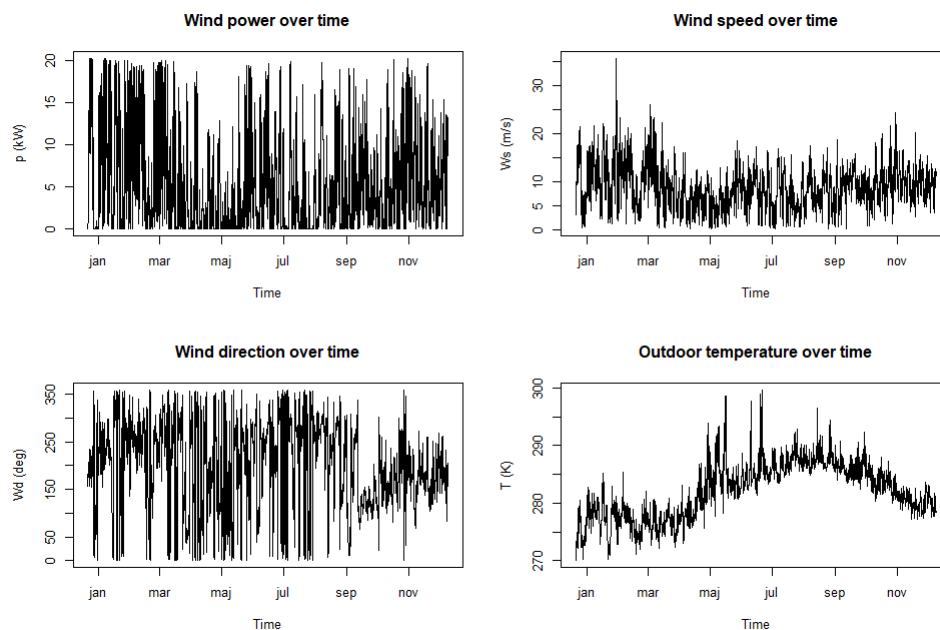 Wind power over time
p (kW)
20
15
10
5
0
jan mar maj jul sep nov
Time
Wind speed over time
Ws (m/s)
30
20
10
5
0
jan mar maj jul sep nov
Time
Wind direction over time
Wd (deg)
350
250
150
50
0
jan mar maj jul sep nov
Time
Outdoor temperature over time
T (K)
300
290
280
270
jan mar maj jul sep nov
Time